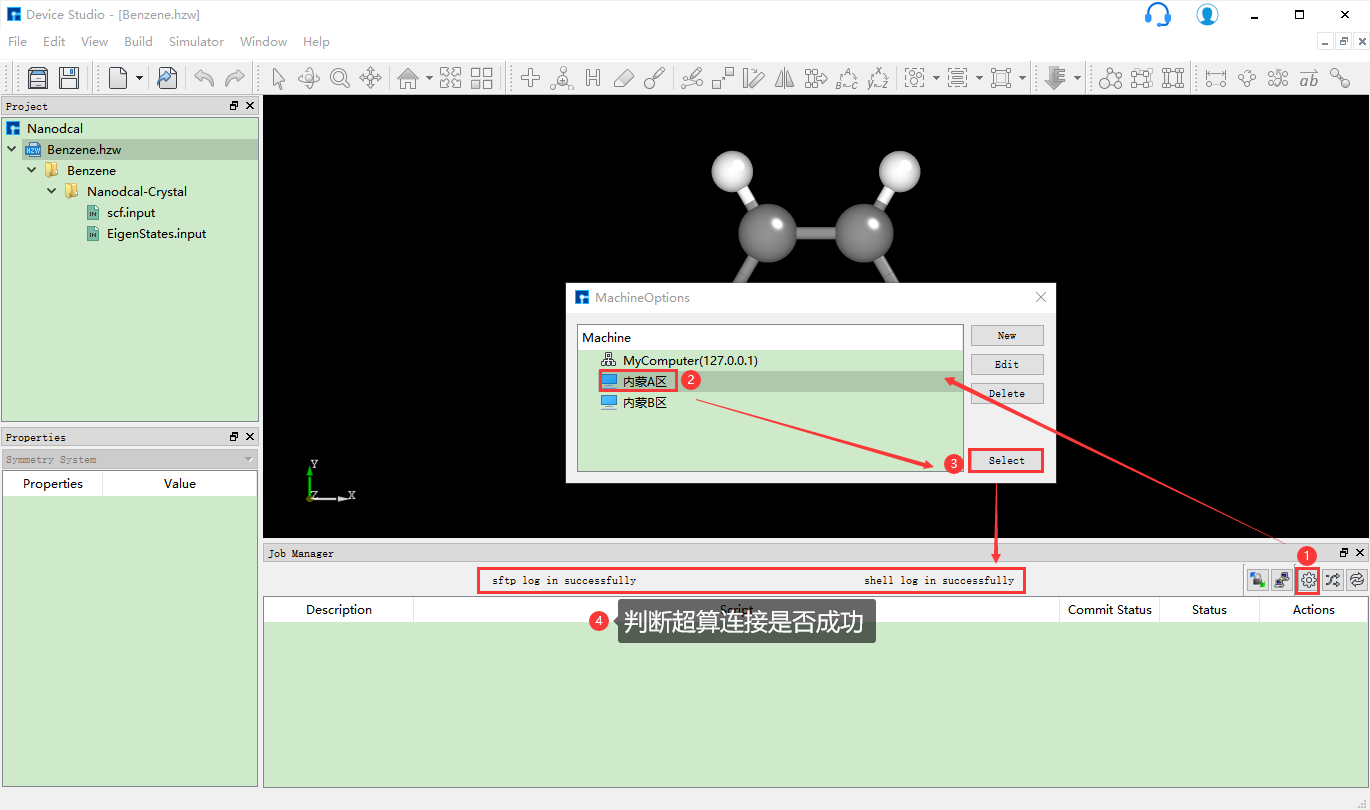 Device Studio - [Benzene.hzw]
File Edit View Build Simulator Window Help
Project
Nanodcal
Benzene.hzw
Benzene
Nanodcal-Crystal
scf.input
EigenStates.input
Properties
Symmetry System
Properties Value
Y
Z X
MachineOptions
Machine
MyComputer(127.0.0.1)
内蒙A区 2
内蒙B区
New
Edit
Delete
3 Select
Job Manager
1
sftp log in successfully shell log in successfully
Description Script Commit Status Status Actions
4 判断超算连接是否成功